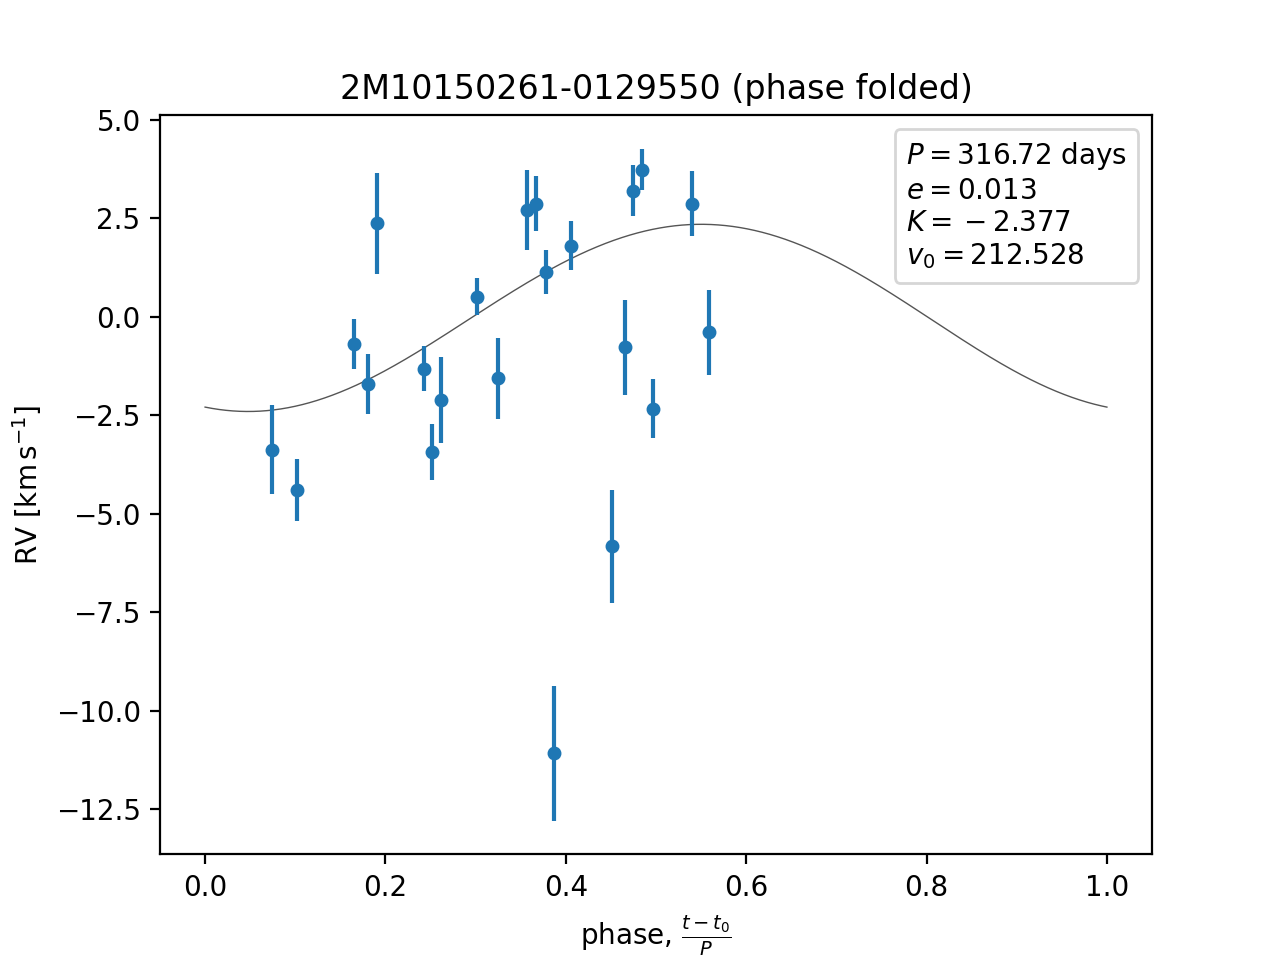 2M10150261-0129550 (phase folded)
P = 316.72 days
e = 0.013
K = −2.377
v₀ = 212.528
5.0
2.5
0.0
−2.5
−5.0
−7.5
−10.0
−12.5
RV [km s⁻¹]
0.0 0.2 0.4 0.6 0.8 1.0
phase, (t − t₀)/P